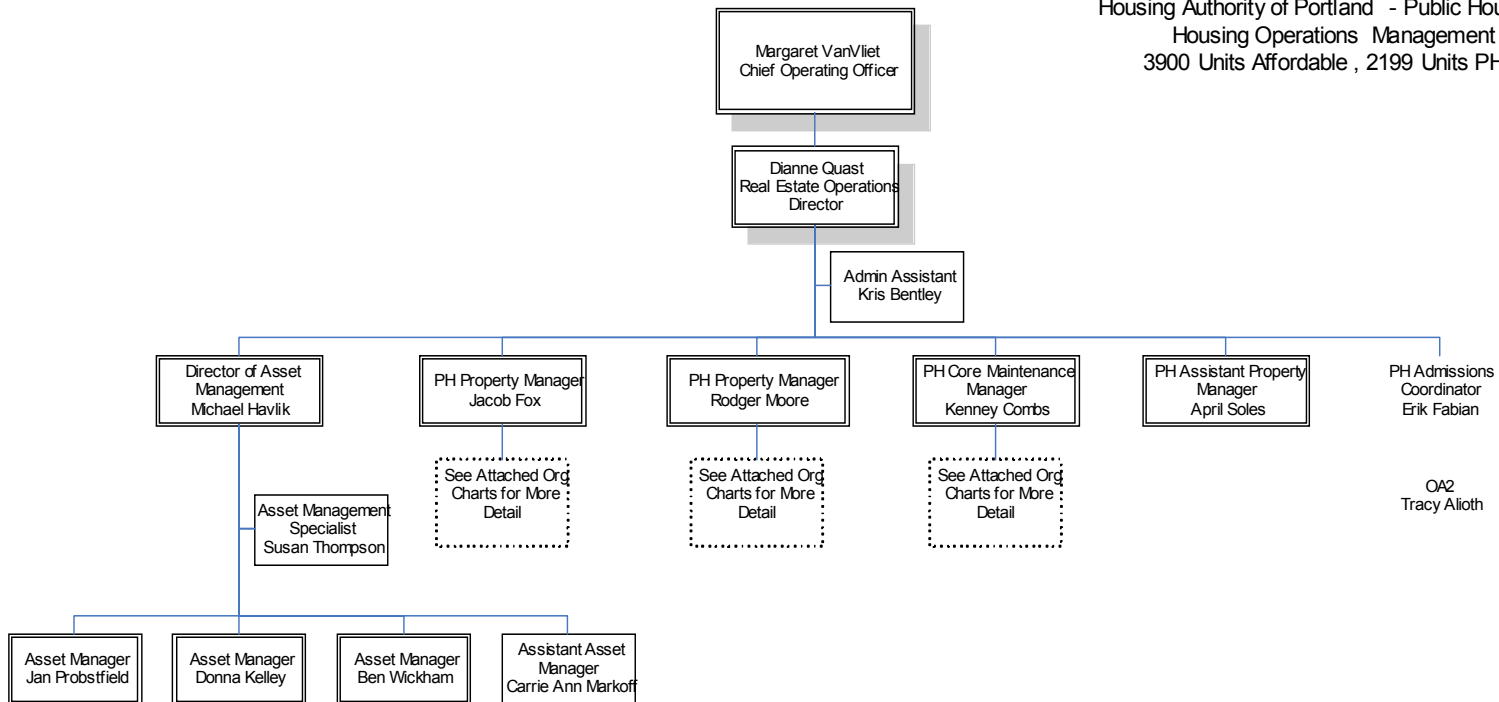 Housing Authority of Portland - Public Hou
Housing Operations Management
3900 Units Affordable , 2199 Units PH
Margaret VanVliet
Chief Operating Officer
Dianne Quast
Real Estate Operations
Director
Admin Assistant
Kris Bentley
Director of Asset
Management
Michael Havlik
PH Property Manager
Jacob Fox
PH Property Manager
Rodger Moore
PH Core Maintenance
Manager
Kenney Combs
PH Assistant Property
Manager
April Soles
PH Admissions
Coordinator
Erik Fabian
See Attached Org
Charts for More
Detail
See Attached Org
Charts for More
Detail
See Attached Org
Charts for More
Detail
OA2
Tracy Alioth
Asset Management
Specialist
Susan Thompson
Asset Manager
Jan Probstfield
Asset Manager
Donna Kelley
Asset Manager
Ben Wickham
Assistant Asset
Manager
Carrie Ann Markoff